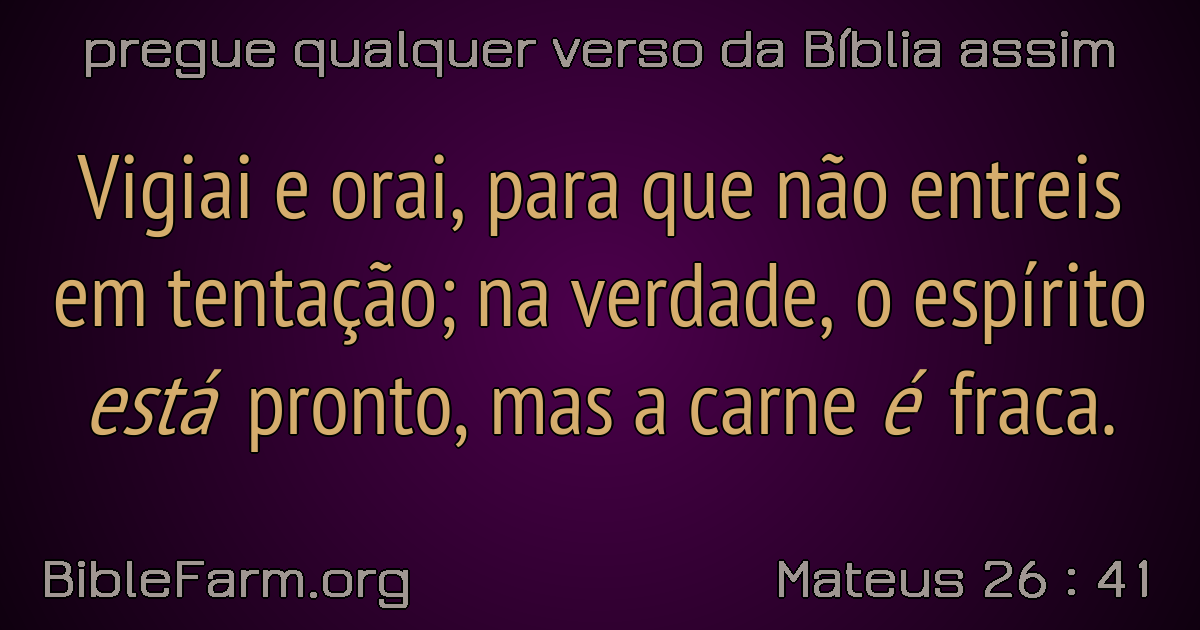 pregue qualquer verso da Bíblia assim
Vigiai e orai, para que não entreis
em tentação; na verdade, o espírito
está pronto, mas a carne é fraca.
BibleFarm.org
Mateus 26 : 41